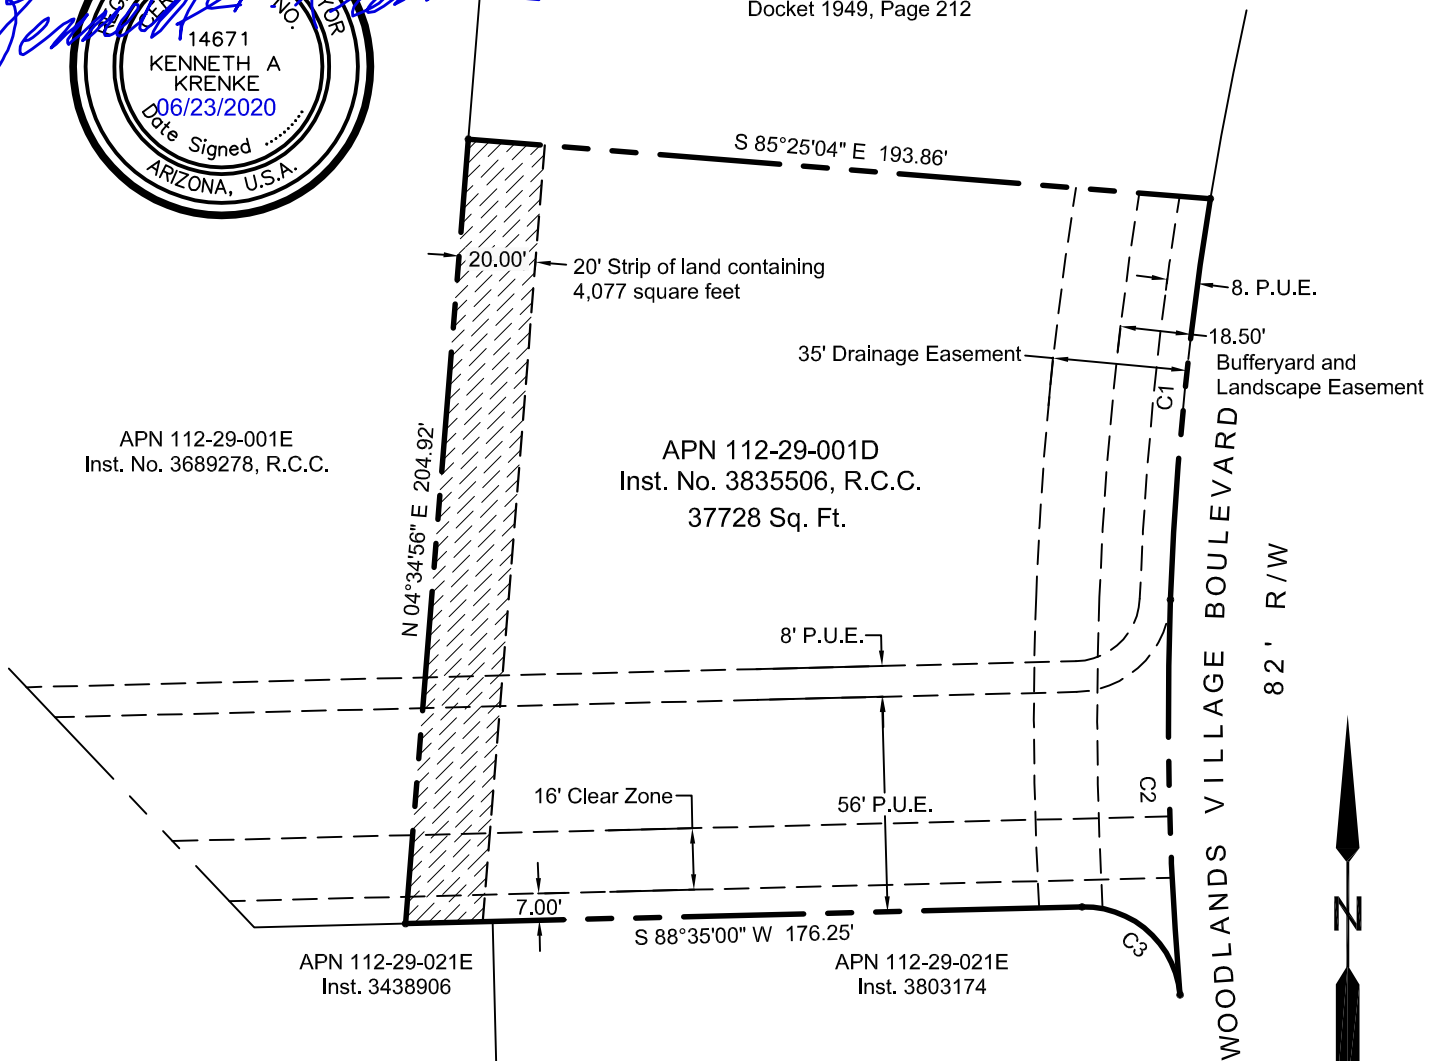 Docket 1949, Page 212
NO.
14671
KENNETH A
KRENKE
06/23/2020
Date Signed
ARIZONA, U.S.A.
S 85°25'04" E 193.86'
20.00'
20' Strip of land containing
4,077 square feet
8. P.U.E.
18.50'
Bufferyard and
Landscape Easement
35' Drainage Easement
C1
APN 112-29-001E
Inst. No. 3689278, R.C.C.
N 04°34'56" E 204.92'
APN 112-29-001D
Inst. No. 3835506, R.C.C.
37728 Sq. Ft.
WOODLANDS VILLAGE BOULEVARD
82' R/W
8' P.U.E.
16' Clear Zone
56' P.U.E.
C2
7.00'
S 88°35'00" W 176.25'
C3
N
APN 112-29-021E
Inst. 3438906
APN 112-29-021E
Inst. 3803174